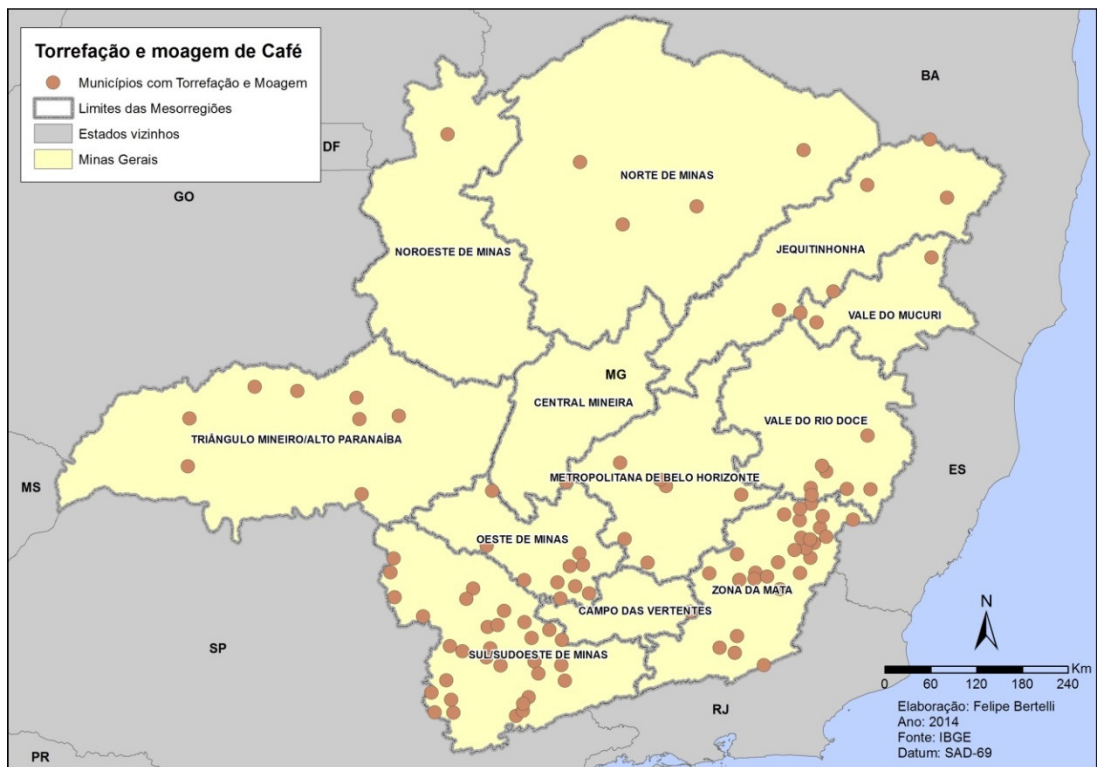 Torrefação e moagem de Café
Municípios com Torrefação e Moagem
Limites das Mesorregiões
Estados vizinhos
Minas Gerais
BA
DF
GO
NORTE DE MINAS
NOROESTE DE MINAS
JEQUITINHONHA
VALE DO MUCURI
MG
CENTRAL MINEIRA
VALE DO RIO DOCE
TRIÂNGULO MINEIRO/ALTO PARANAÍBA
METROPOLITANA DE BELO HORIZONTE
ES
MS
OESTE DE MINAS
ZONA DA MATA
CAMPO DAS VERTENTES
SP
SUL/SUDOESTE DE MINAS
N
Km
0 60 120 180 240
RJ
Elaboração: Felipe Bertelli
Ano: 2014
Fonte: IBGE
Datum: SAD-69
PR